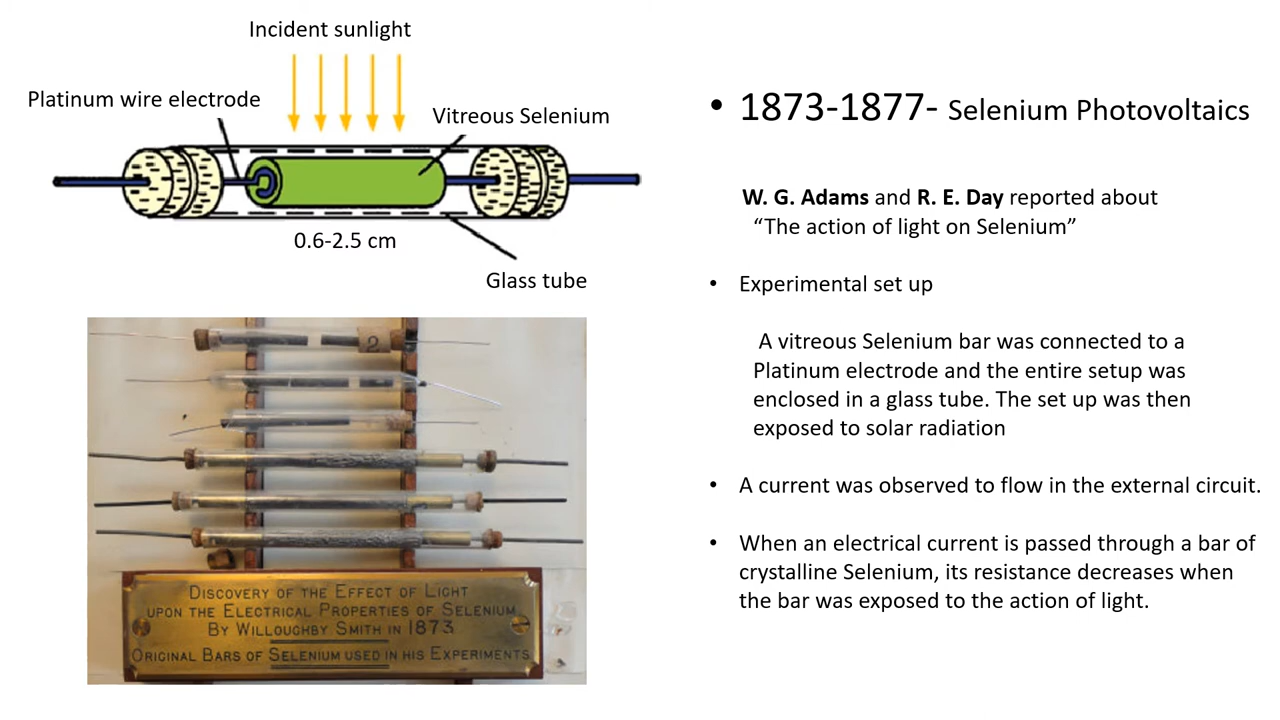 Incident sunlight
Platinum wire electrode
Vitreous Selenium
0.6-2.5 cm
Glass tube
2
DISCOVERY OF THE EFFECT OF LIGHT
UPON THE ELECTRICAL PROPERTIES OF SELENIUM
BY WILLOUGHBY SMITH IN 1873
ORIGINAL BARS OF SELENIUM USED IN HIS EXPERIMENTS
• 1873-1877- Selenium Photovoltaics
W. G. Adams and R. E. Day reported about
“The action of light on Selenium”
• Experimental set up
A vitreous Selenium bar was connected to a
Platinum electrode and the entire setup was
enclosed in a glass tube. The set up was then
exposed to solar radiation
• A current was observed to flow in the external circuit.
• When an electrical current is passed through a bar of
crystalline Selenium, its resistance decreases when
the bar was exposed to the action of light.